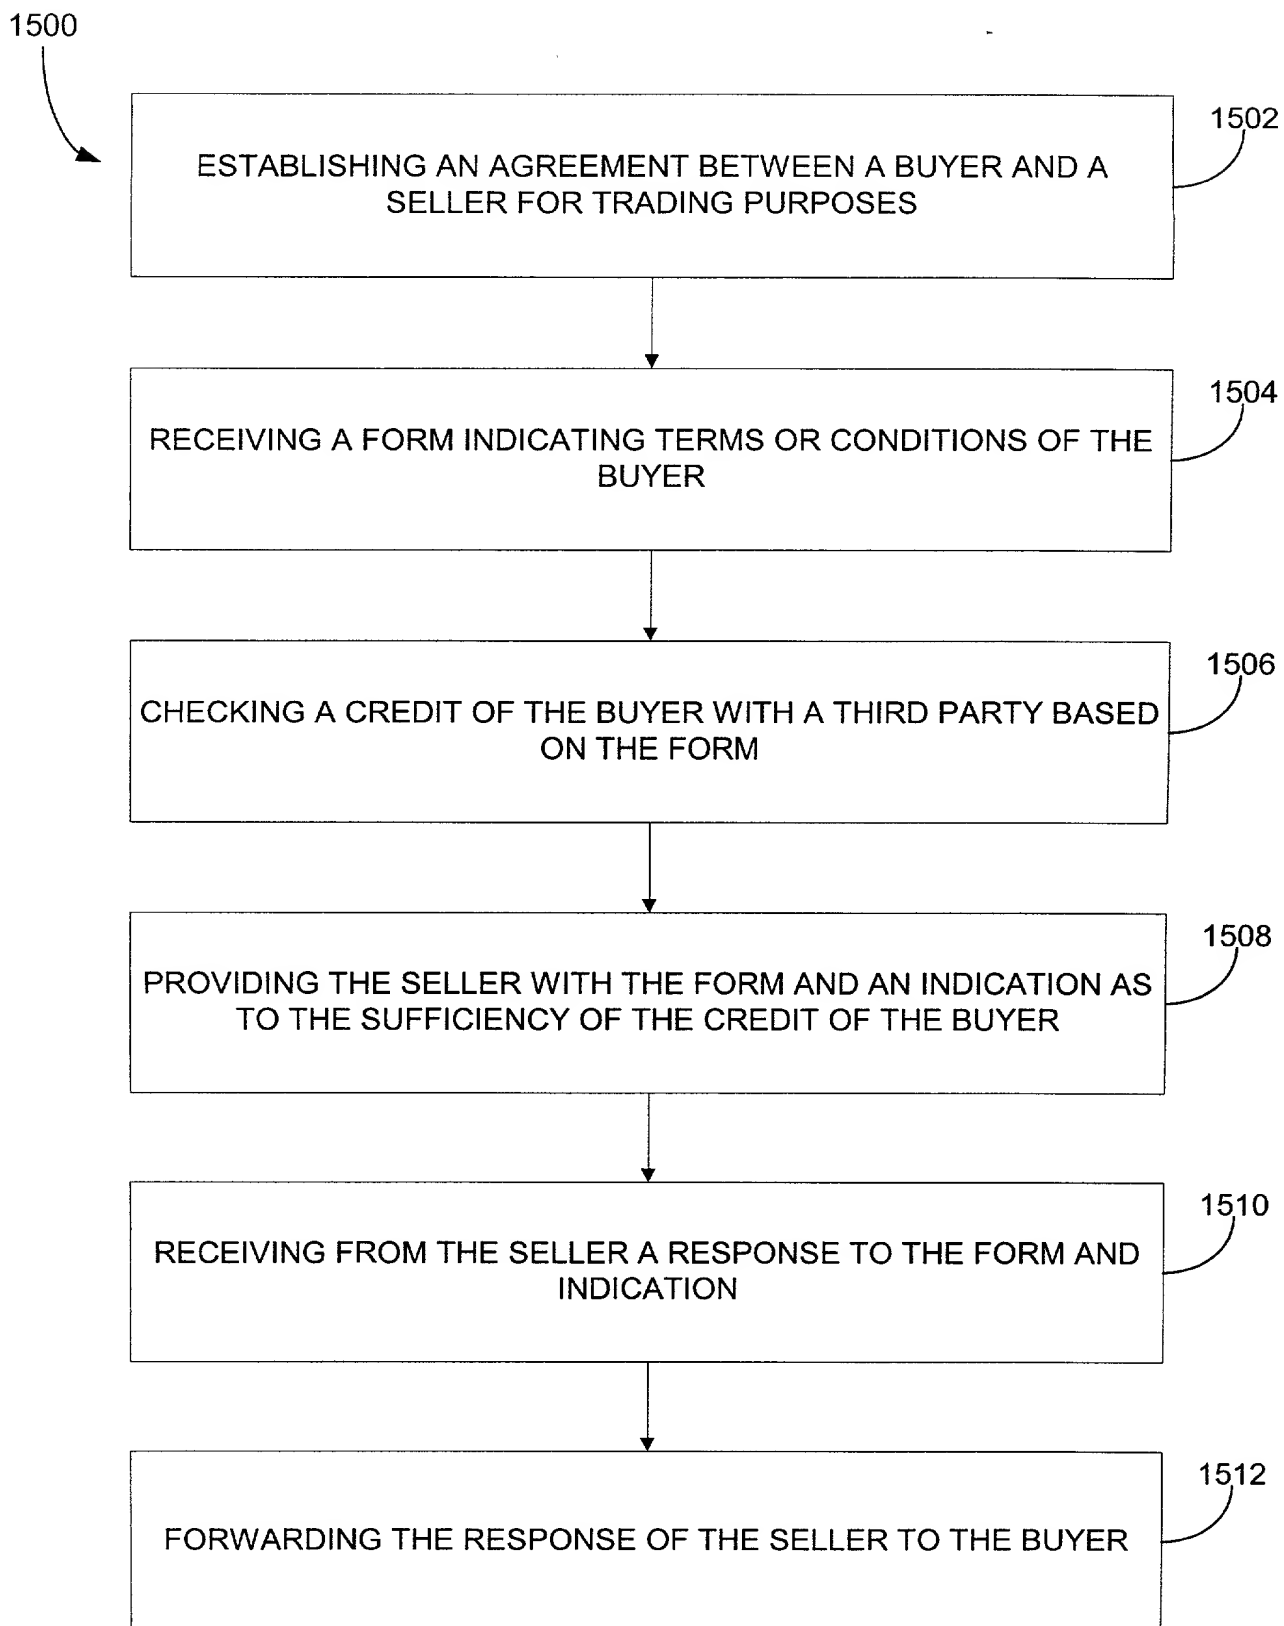 1500
1502
ESTABLISHING AN AGREEMENT BETWEEN A BUYER AND A
SELLER FOR TRADING PURPOSES
1504
RECEIVING A FORM INDICATING TERMS OR CONDITIONS OF THE
BUYER
1506
CHECKING A CREDIT OF THE BUYER WITH A THIRD PARTY BASED
ON THE FORM
1508
PROVIDING THE SELLER WITH THE FORM AND AN INDICATION AS
TO THE SUFFICIENCY OF THE CREDIT OF THE BUYER
1510
RECEIVING FROM THE SELLER A RESPONSE TO THE FORM AND
INDICATION
1512
FORWARDING THE RESPONSE OF THE SELLER TO THE BUYER